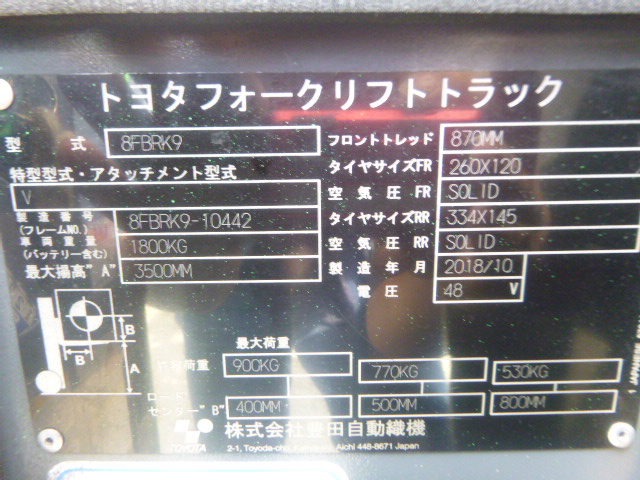 トヨタフォークリフトトラック
型式 8FBRK9 フロントトレッド 870MM
特型型式・アタッチメント型式 タイヤサイズFR 260X120
V 空気圧FR SOLID
製造番号 (フレームNO.) 8FBRK9-10442 タイヤサイズRR 334X145
車両重量 (バッテリー含む) 1800KG 空気圧RR SOLID
最大揚高"A" 3500MM 製造年月 2018/10
電圧 48 V
B
B
A
最大荷重
荷重 900KG 770KG 530KG
ロード
センター"B" 400MM 500MM 800MM
TOYOTA 株式会社豊田自動織機
2-1, Toyoda-cho, Aichi 448-8671 Japan